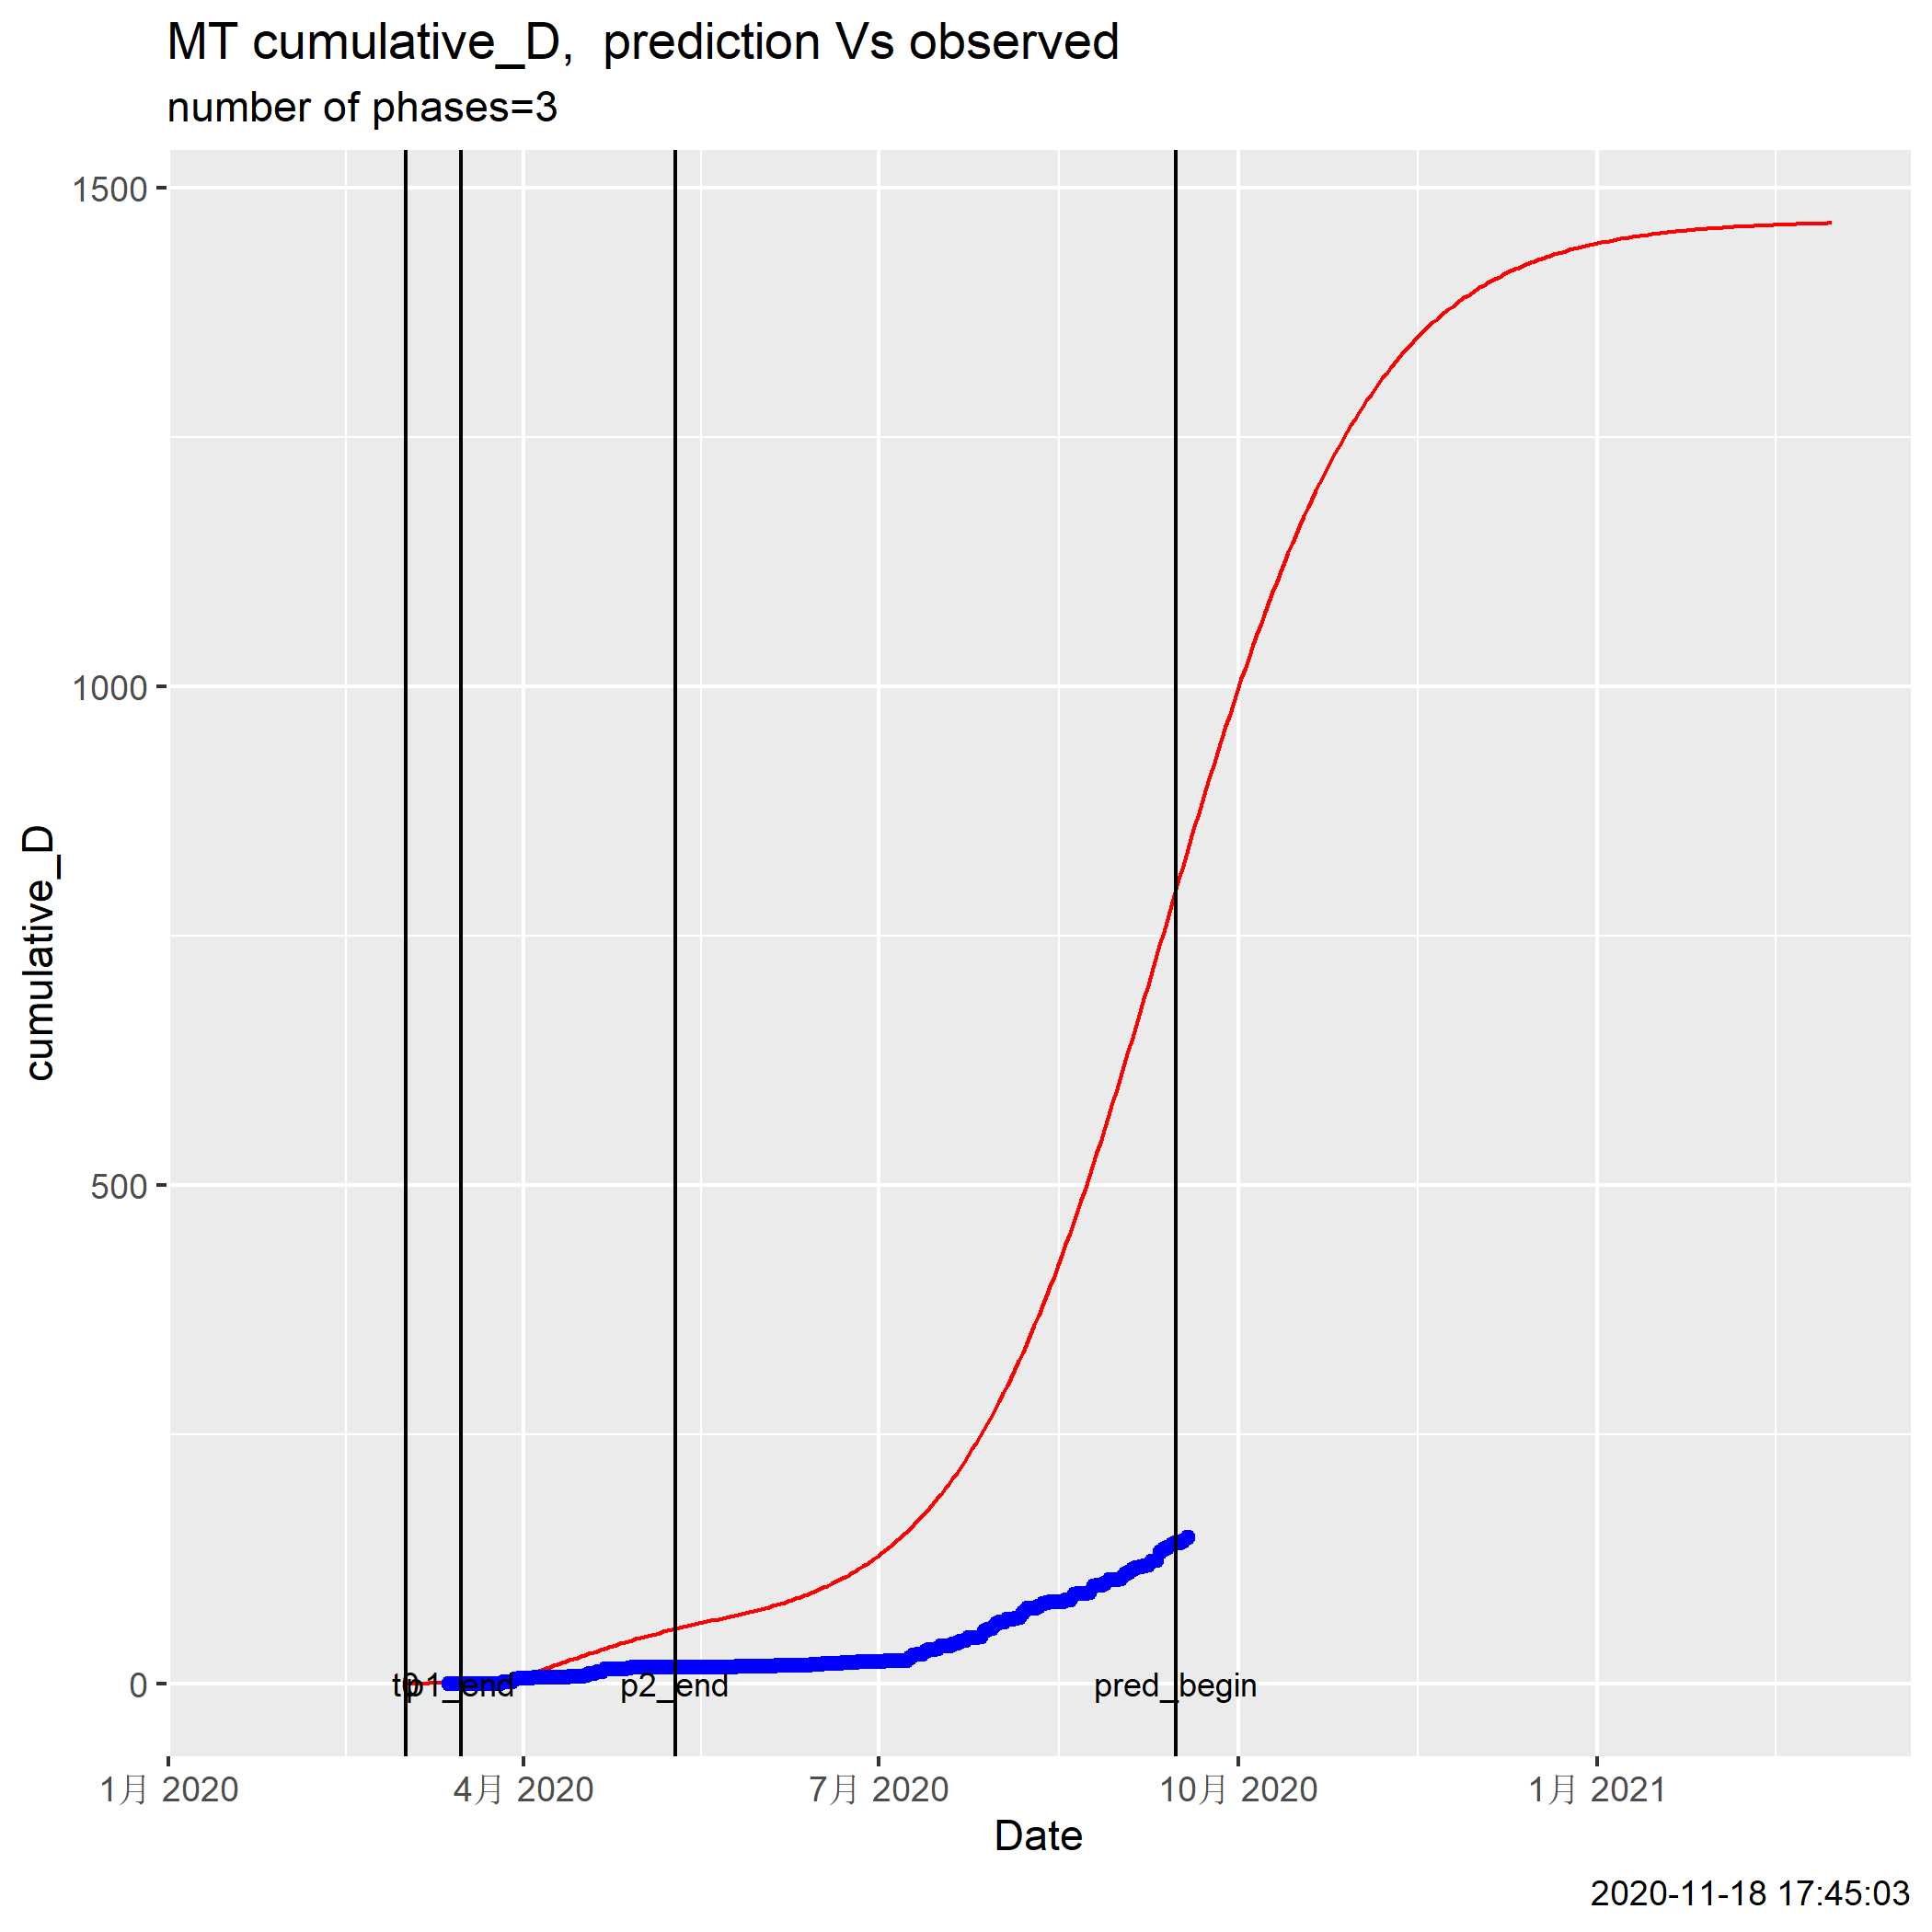 MT cumulative_D,  prediction Vs observed
number of phases=3
cumulative_D
1500
1000
500
0
t0
p1_end
p2_end
pred_begin
1月 2020
4月 2020
7月 2020
10月 2020
1月 2021
Date
2020-11-18 17:45:03